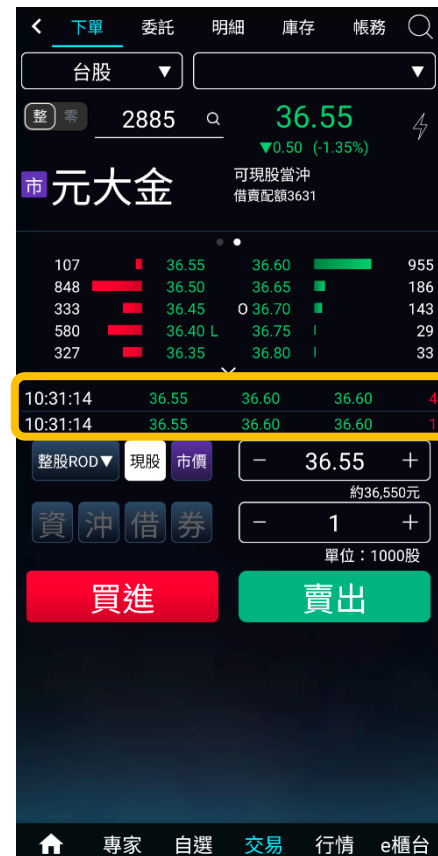 下單 委託 明細 庫存 帳務
台股 ▼ ▼
整 零 2885 36.55
▼0.50 (-1.35%)
市 元大金 可現股當沖
借賣配額3631
107 36.55 36.60 955
848 36.50 36.65 186
333 36.45 O 36.70 143
580 36.40 L 36.75 29
327 36.35 36.80 33
10:31:14 36.55 36.60 36.60 4
10:31:14 36.55 36.60 36.60 1
整股ROD▼ 現股 市價 − 36.55 +
約36,550元
資 沖 借 券 − 1 +
單位：1000股
買進 賣出
專家 自選 交易 行情 e櫃台